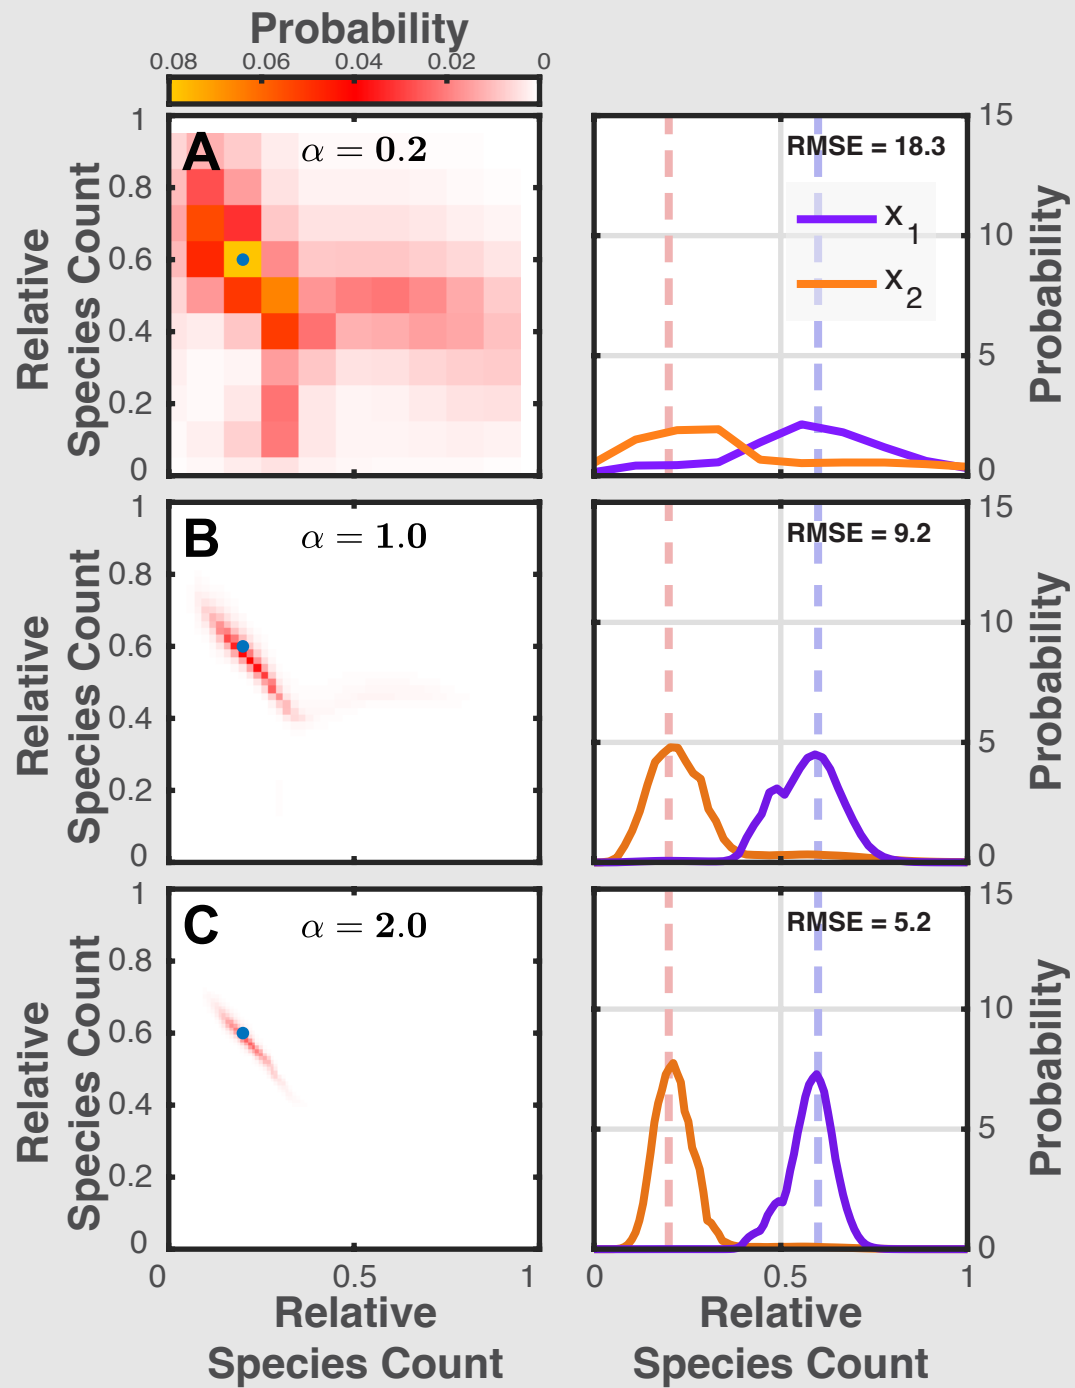 Probability
0.08 0.06 0.04 0.02 0
A α = 0.2
1
0.8
0.6
0.4
0.2
0
Relative
Species Count
RMSE = 18.3
x1
x2
15
10
5
0
Probability
B α = 1.0
1
0.8
0.6
0.4
0.2
0
Relative
Species Count
RMSE = 9.2
15
10
5
0
Probability
C α = 2.0
1
0.8
0.6
0.4
0.2
0
Relative
Species Count
RMSE = 5.2
15
10
5
0
Probability
0 0.5 1
Relative
Species Count
0 0.5 1
Relative
Species Count